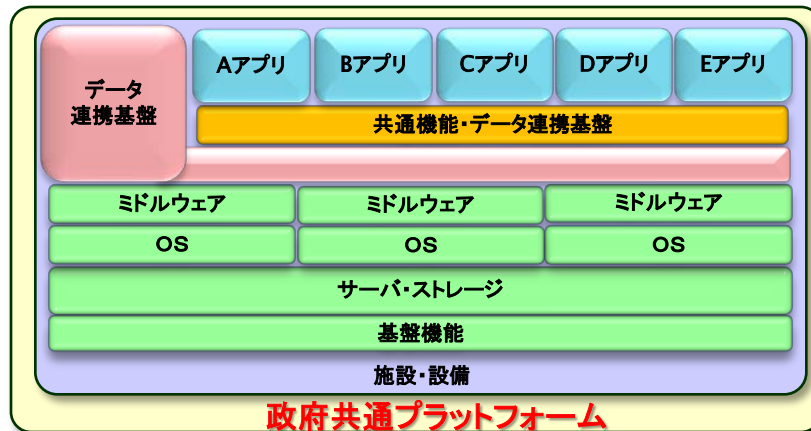 データ
連携基盤
Aアプリ
Bアプリ
Cアプリ
Dアプリ
Eアプリ
共通機能・データ連携基盤
ミドルウェア
ミドルウェア
ミドルウェア
OS
OS
OS
サーバ・ストレージ
基盤機能
施設・設備
政府共通プラットフォーム